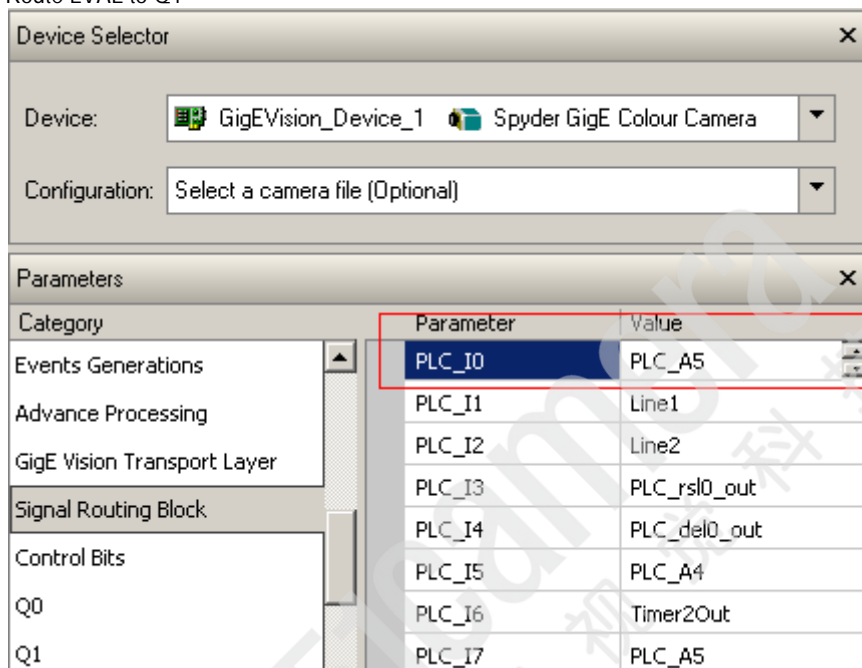 Route LVAL to Q1
Device Selector
Device: GigEVision_Device_1 Spyder GigE Colour Camera
Configuration: Select a camera file (Optional)
Parameters
Category Parameter Value
Events Generations PLC_I0 PLC_A5
Advance Processing PLC_I1 Line1
GigE Vision Transport Layer PLC_I2 Line2
Signal Routing Block PLC_I3 PLC_rsl0_out
Control Bits PLC_I4 PLC_del0_out
Q0 PLC_I5 PLC_A4
Q1 PLC_I6 Timer2Out
PLC_I7 PLC_A5